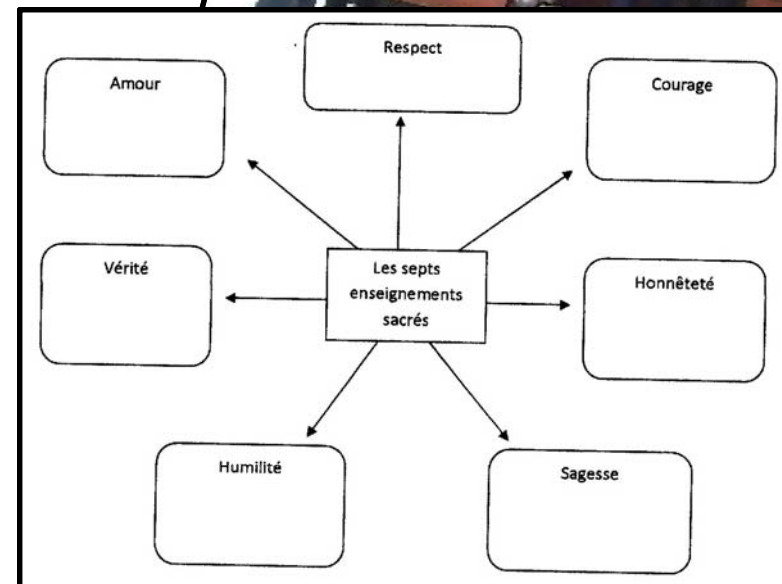 Respect
Amour
Courage
Vérité
Les septs
enseignements
sacrés
Honnêteté
Humilité
Sagesse